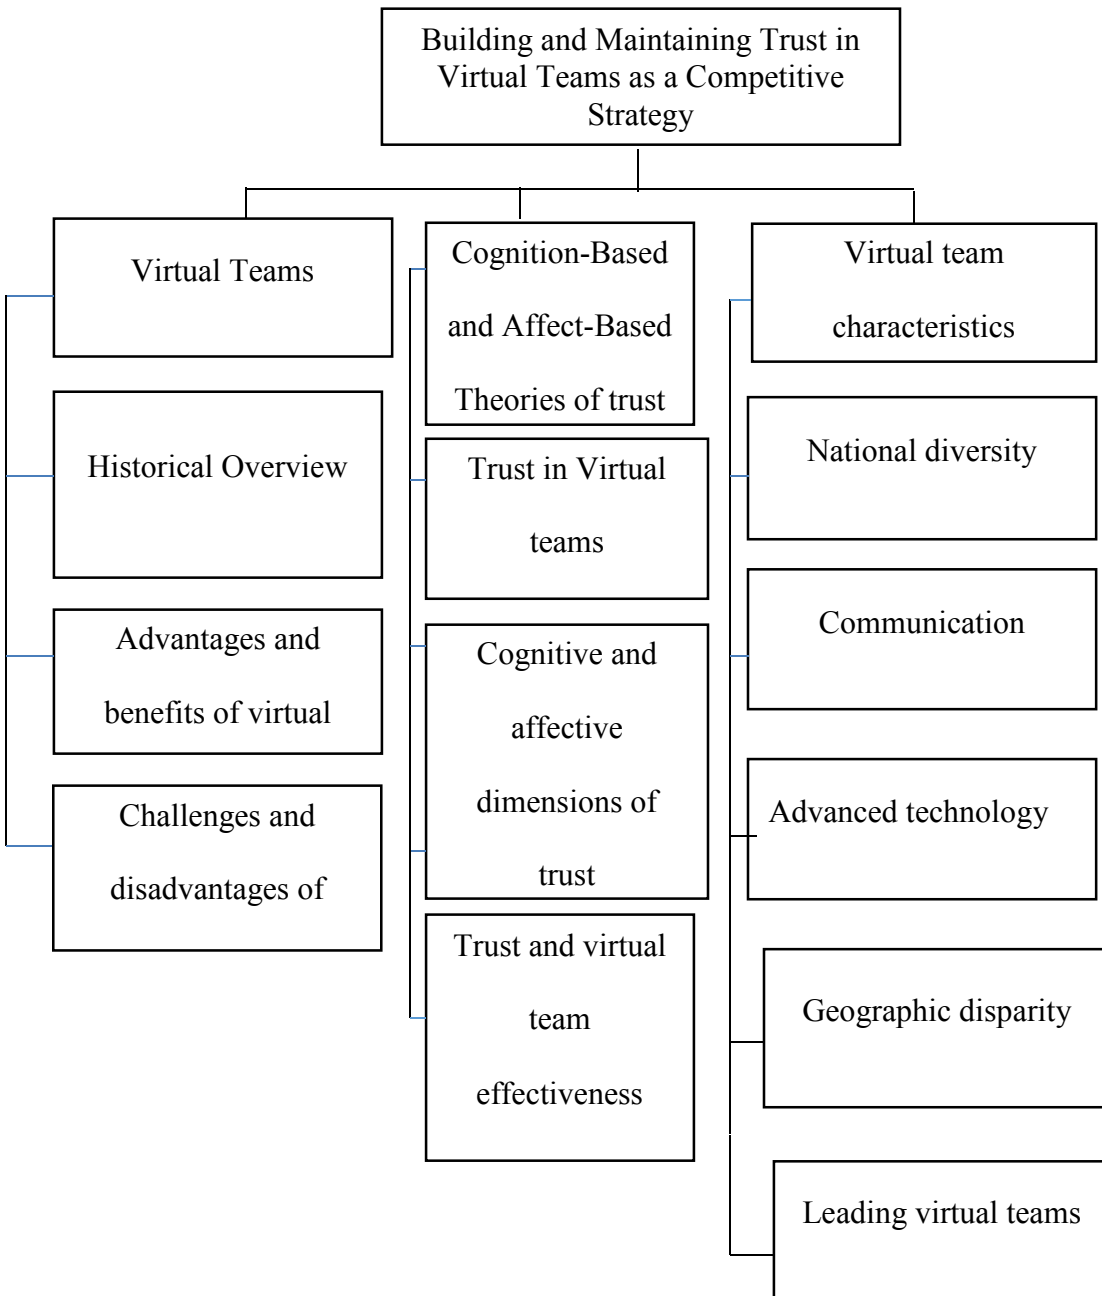 Building and Maintaining Trust in
Virtual Teams as a Competitive
Strategy
Virtual Teams
Historical Overview
Advantages and
benefits of virtual
Challenges and
disadvantages of
Cognition-Based
and Affect-Based
Theories of trust
Trust in Virtual
teams
Cognitive and
affective
dimensions of
trust
Trust and virtual
team
effectiveness
Virtual team
characteristics
National diversity
Communication
Advanced technology
Geographic disparity
Leading virtual teams